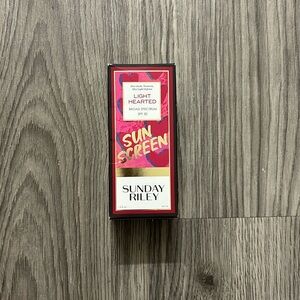 LIGHT
HEARTED
BROAD SPECTRUM
SPF 30
SUN
SCREEN
SUNDAY
RILEY